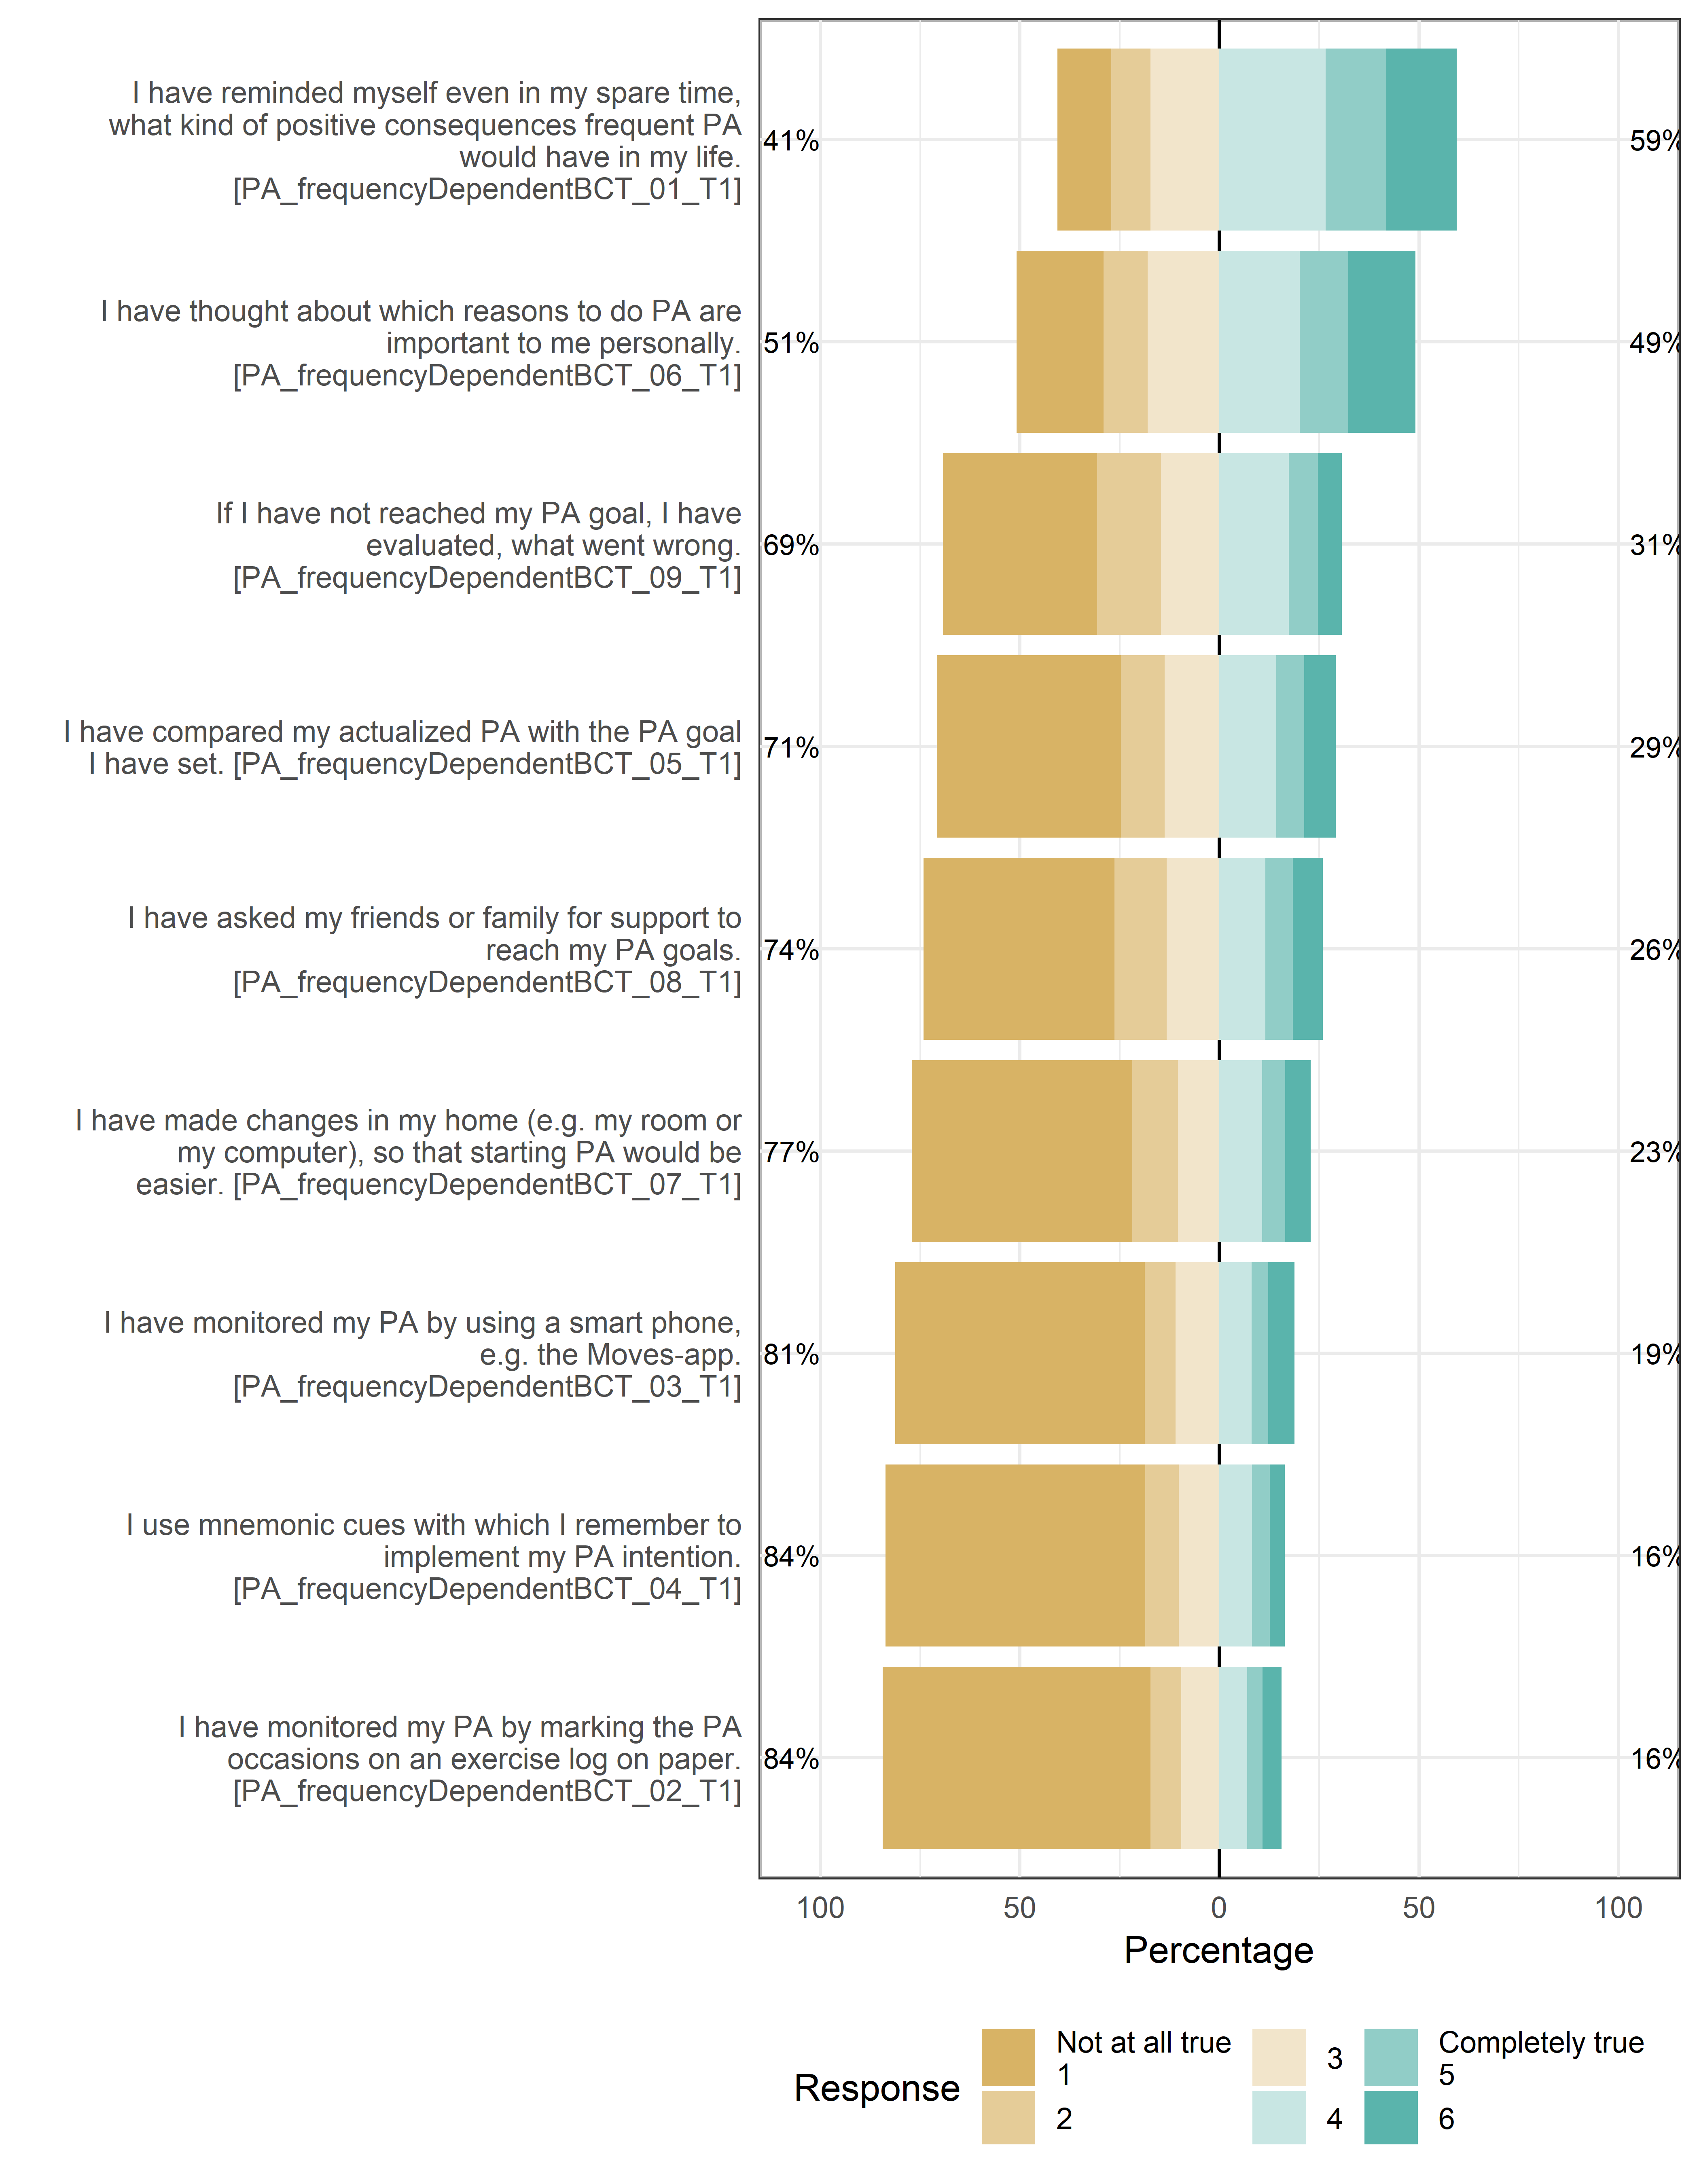 I have reminded myself even in my spare time,
what kind of positive consequences frequent PA
would have in my life.
[PA_frequencyDependentBCT_01_T1]
41%
59%
I have thought about which reasons to do PA are
important to me personally.
[PA_frequencyDependentBCT_06_T1]
51%
49%
If I have not reached my PA goal, I have
evaluated, what went wrong.
[PA_frequencyDependentBCT_09_T1]
69%
31%
I have compared my actualized PA with the PA goal
I have set. [PA_frequencyDependentBCT_05_T1]
71%
29%
I have asked my friends or family for support to
reach my PA goals.
[PA_frequencyDependentBCT_08_T1]
74%
26%
I have made changes in my home (e.g. my room or
my computer), so that starting PA would be
easier. [PA_frequencyDependentBCT_07_T1]
77%
23%
I have monitored my PA by using a smart phone,
e.g. the Moves-app.
[PA_frequencyDependentBCT_03_T1]
81%
19%
I use mnemonic cues with which I remember to
implement my PA intention.
[PA_frequencyDependentBCT_04_T1]
84%
16%
I have monitored my PA by marking the PA
occasions on an exercise log on paper.
[PA_frequencyDependentBCT_02_T1]
84%
16%
100 50 0 50 100
Percentage
Response
Not at all true
1
2
3
4
Completely true
5
6